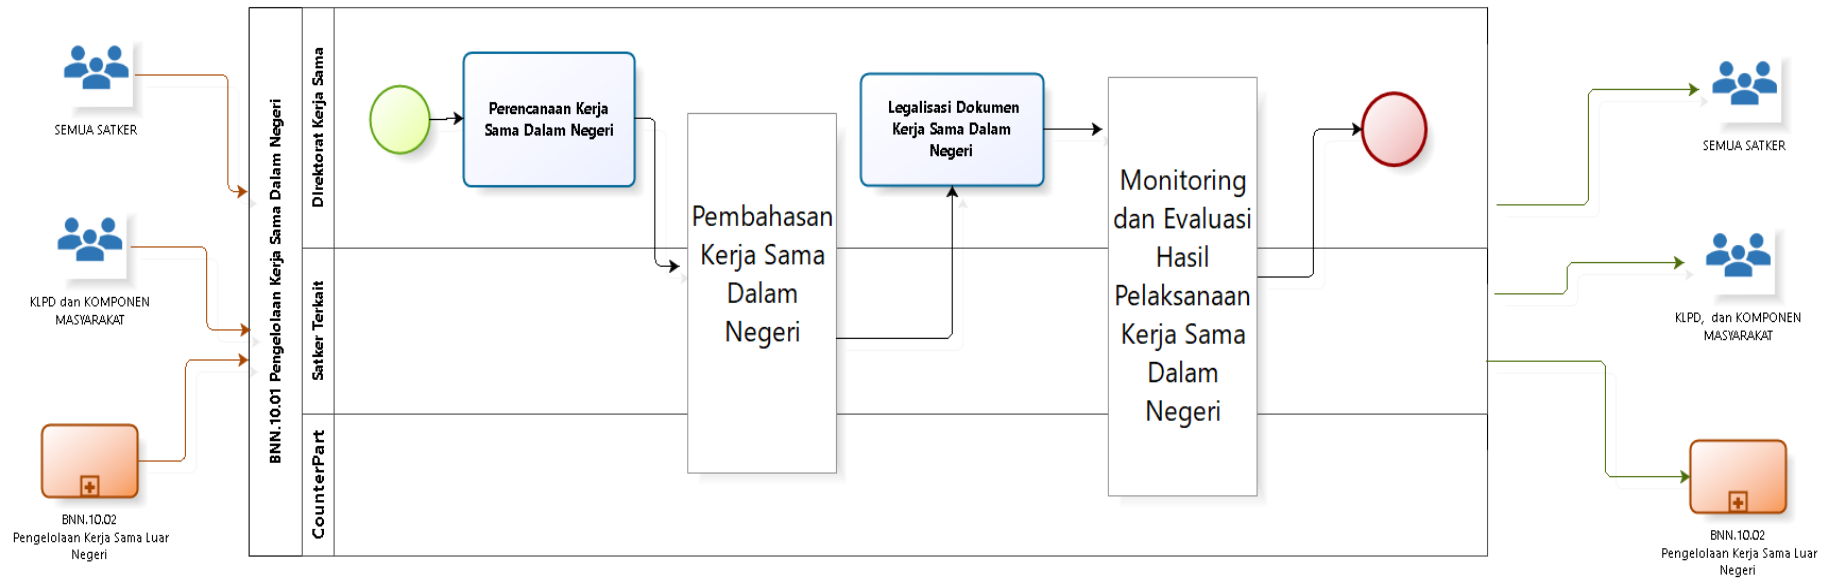 SEMUA SATKER
KLPD dan KOMPONEN
MASYARAKAT
BNN.10.02
Pengelolaan Kerja Sama Luar
Negeri
BNN.10.01 Pengelolaan Kerja Sama Dalam Negeri
Direktorat Kerja Sama
Satker Terkait
CounterPart
Perencanaan Kerja
Sama Dalam Negeri
Pembahasan
Kerja Sama
Dalam
Negeri
Legalisasi Dokumen
Kerja Sama Dalam
Negeri
Monitoring
dan Evaluasi
Hasil
Pelaksanaan
Kerja Sama
Dalam
Negeri
SEMUA SATKER
KLPD, dan KOMPONEN
MASYARAKAT
BNN.10.02
Pengelolaan Kerja Sama Luar
Negeri